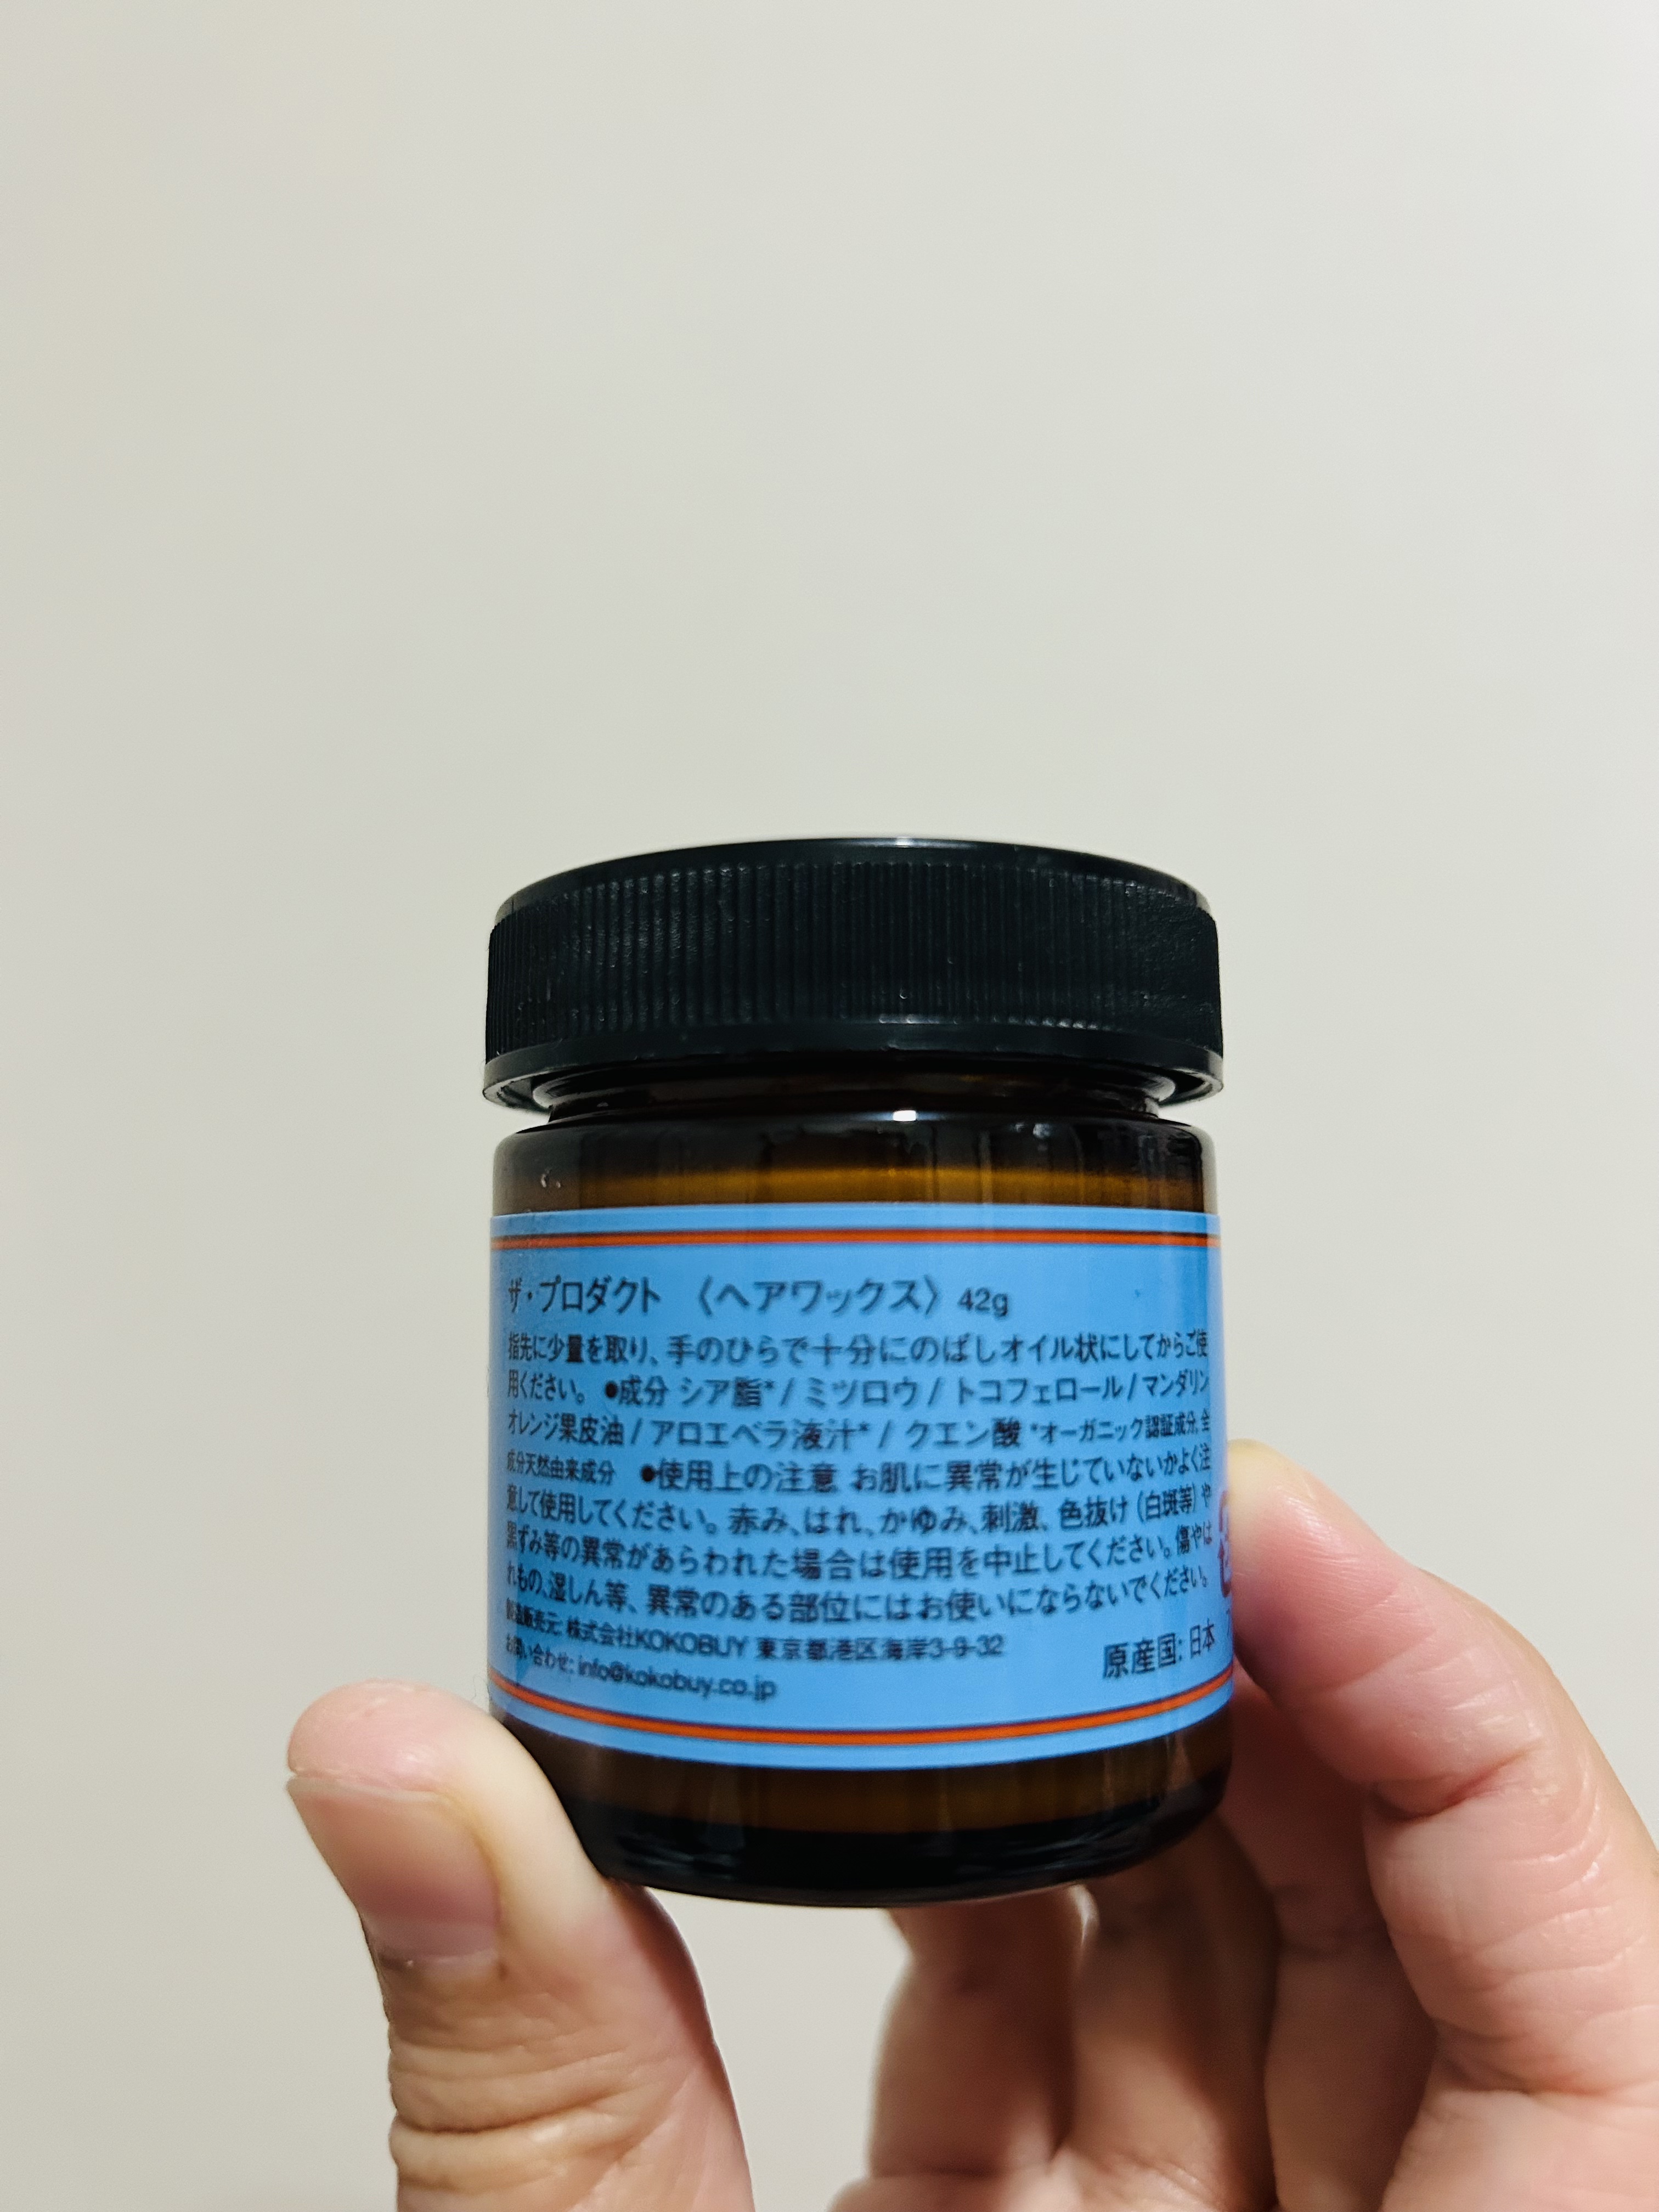 ザ・プロダクト 〈ヘアワックス〉 42g
指先に少量を取り、手のひらで十分にのばしオイル状にしてからご使
用ください。 ●成分 シア脂* / ミツロウ / トコフェロール / マンダリン
オレンジ果皮油 / アロエベラ液汁* / クエン酸 *オーガニック認証成分, 全
成分天然由来成分 ●使用上の注意 お肌に異常が生じていないかよく注
意して使用してください。赤み、はれ、かゆみ、刺激、色抜け（白斑等）や
黒ずみ等の異常があらわれた場合は使用を中止してください。傷やは
れもの、湿しん等、異常のある部位にはお使いにならないでください。
製造販売元: 株式会社KOKOBUY 東京都港区海岸3-9-32
お問い合わせ: info@kokobuy.co.jp
原産国: 日本